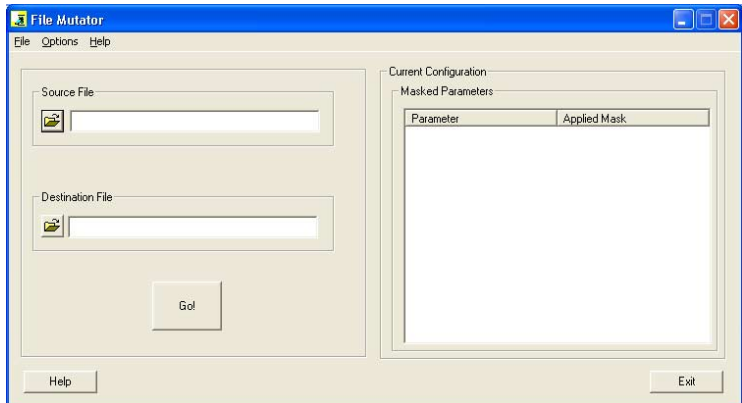 File Mutator
File Options Help
Source File
Destination File
Go!
Help
Current Configuration
Masked Parameters
Parameter Applied Mask
Exit